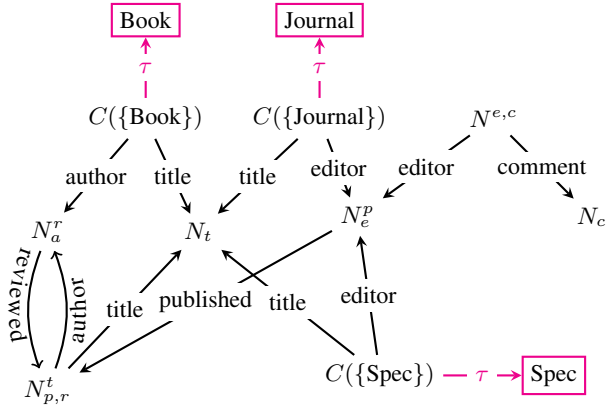 Book Journal
τ τ
C({Book}) C({Journal}) N^{e,c}
author title title editor editor comment
N_a^r N_t N_e^p N_c
reviewed author title published title editor
N_{p,r}^t C({Spec}) τ Spec